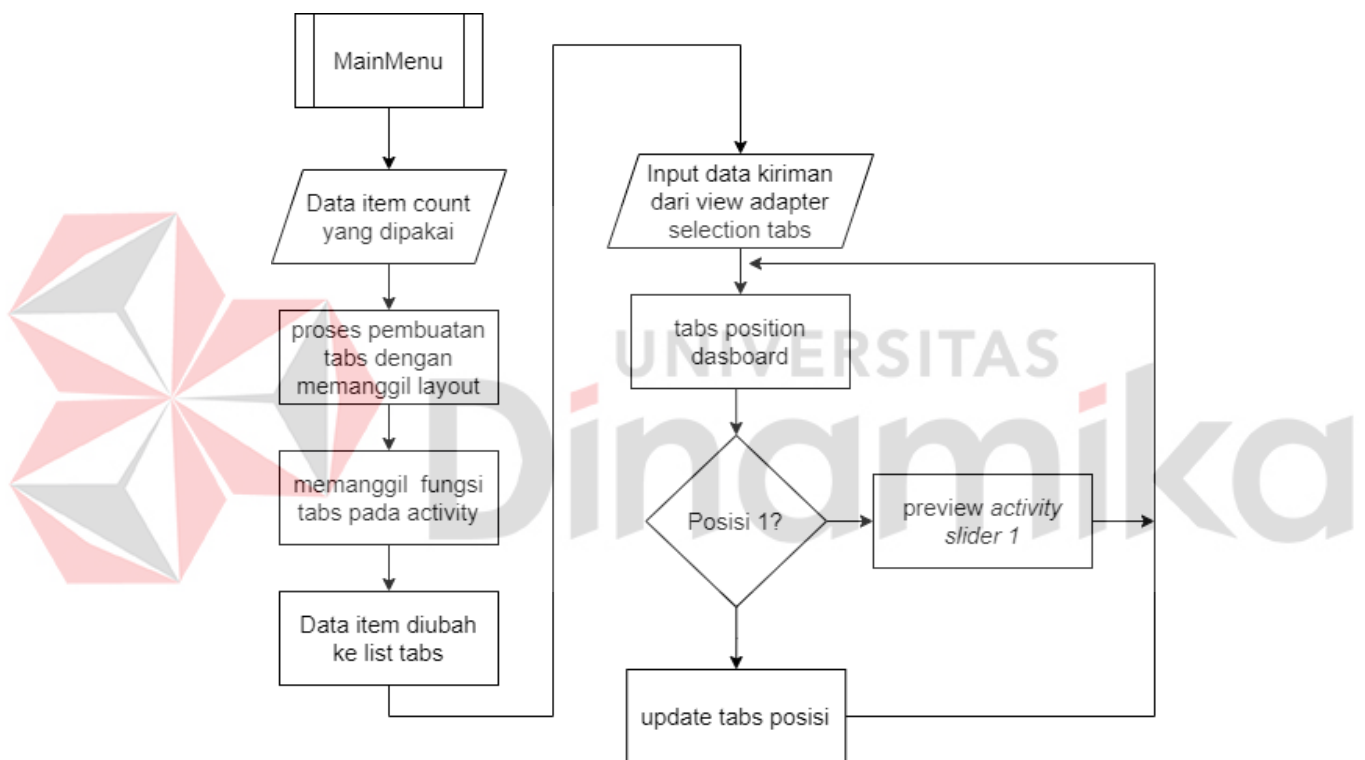 MainMenu
Data item count
yang dipakai
proses pembuatan
tabs dengan
memanggil layout
memanggil fungsi
tabs pada activity
Data item diubah
ke list tabs
Input data kiriman
dari view adapter
selection tabs
tabs position
dasboard
Posisi 1?
preview activity
slider 1
update tabs posisi
UNIVERSITAS
Dinamika